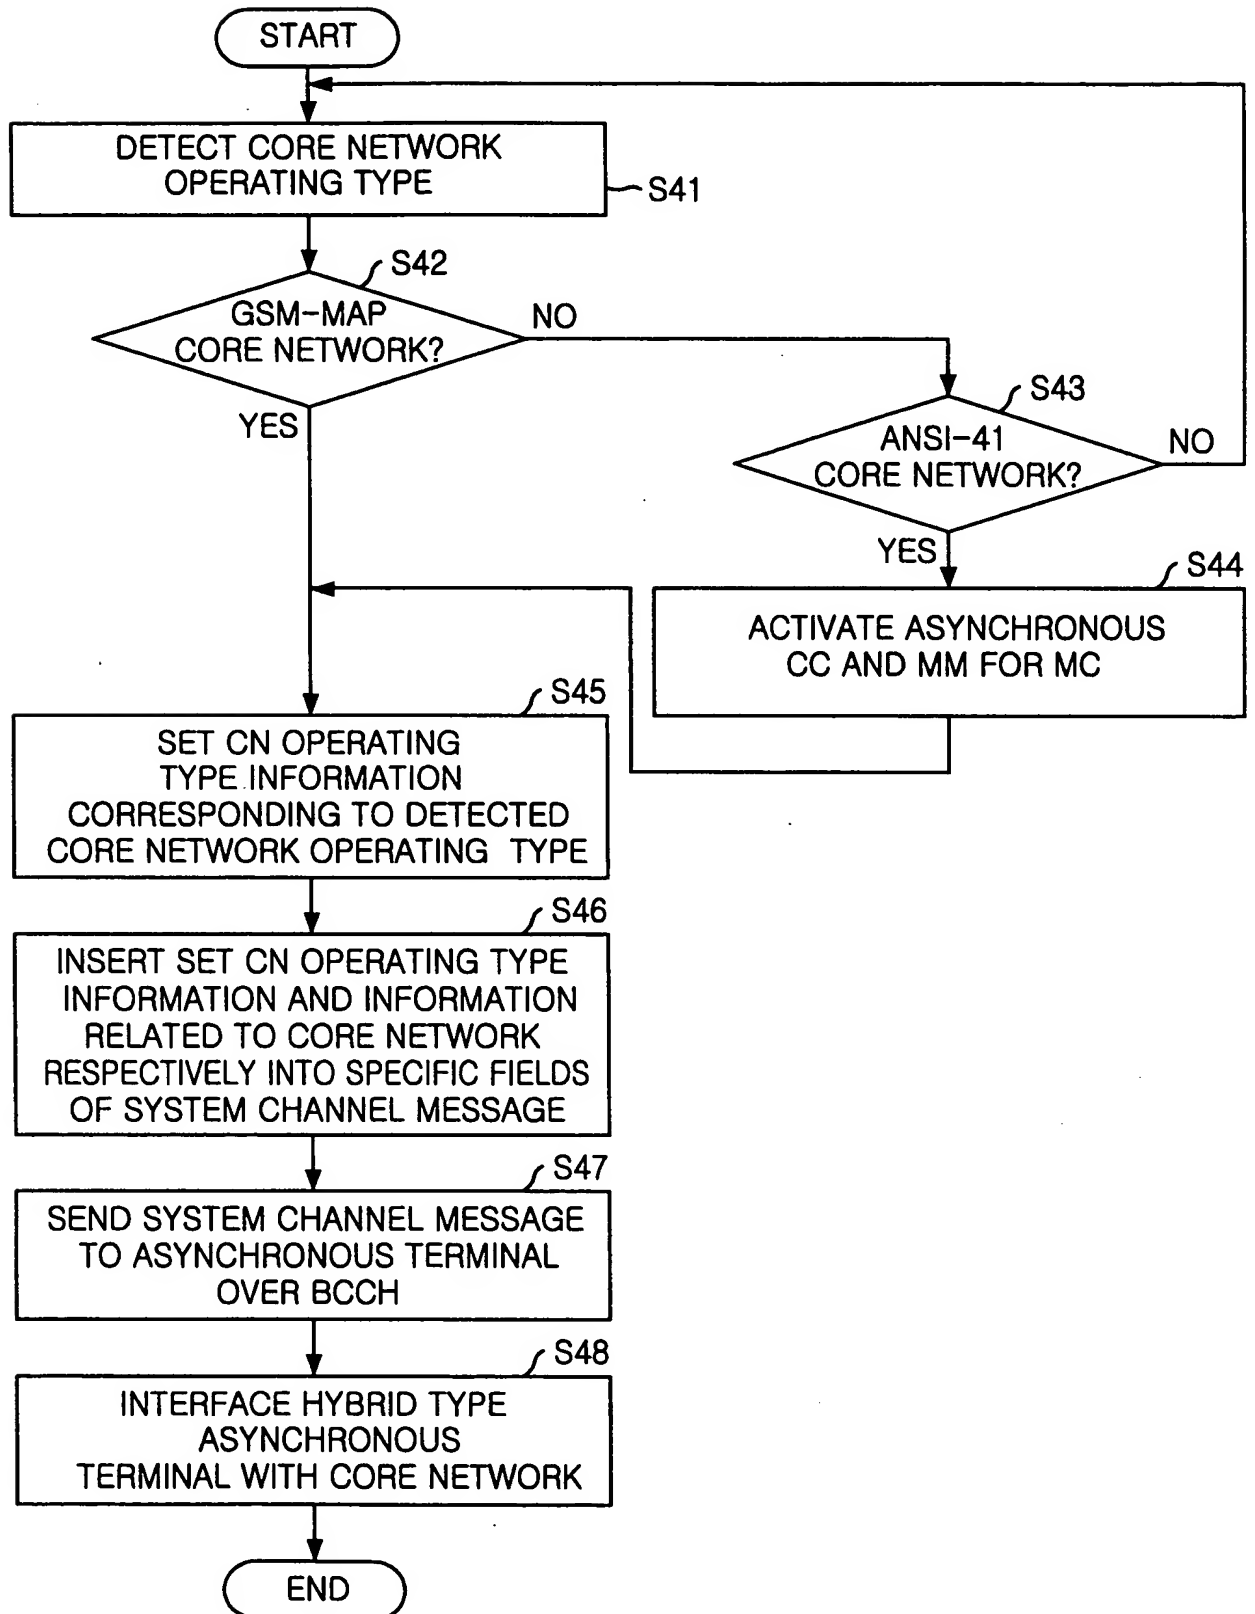 START
DETECT CORE NETWORK
OPERATING TYPE
S41
S42
GSM-MAP
CORE NETWORK?
NO
YES
S43
ANSI-41
CORE NETWORK?
NO
YES
S44
ACTIVATE ASYNCHRONOUS
CC AND MM FOR MC
S45
SET CN OPERATING
TYPE INFORMATION
CORRESPONDING TO DETECTED
CORE NETWORK OPERATING TYPE
S46
INSERT SET CN OPERATING TYPE
INFORMATION AND INFORMATION
RELATED TO CORE NETWORK
RESPECTIVELY INTO SPECIFIC FIELDS
OF SYSTEM CHANNEL MESSAGE
S47
SEND SYSTEM CHANNEL MESSAGE
TO ASYNCHRONOUS TERMINAL
OVER BCCH
S48
INTERFACE HYBRID TYPE
ASYNCHRONOUS
TERMINAL WITH CORE NETWORK
END